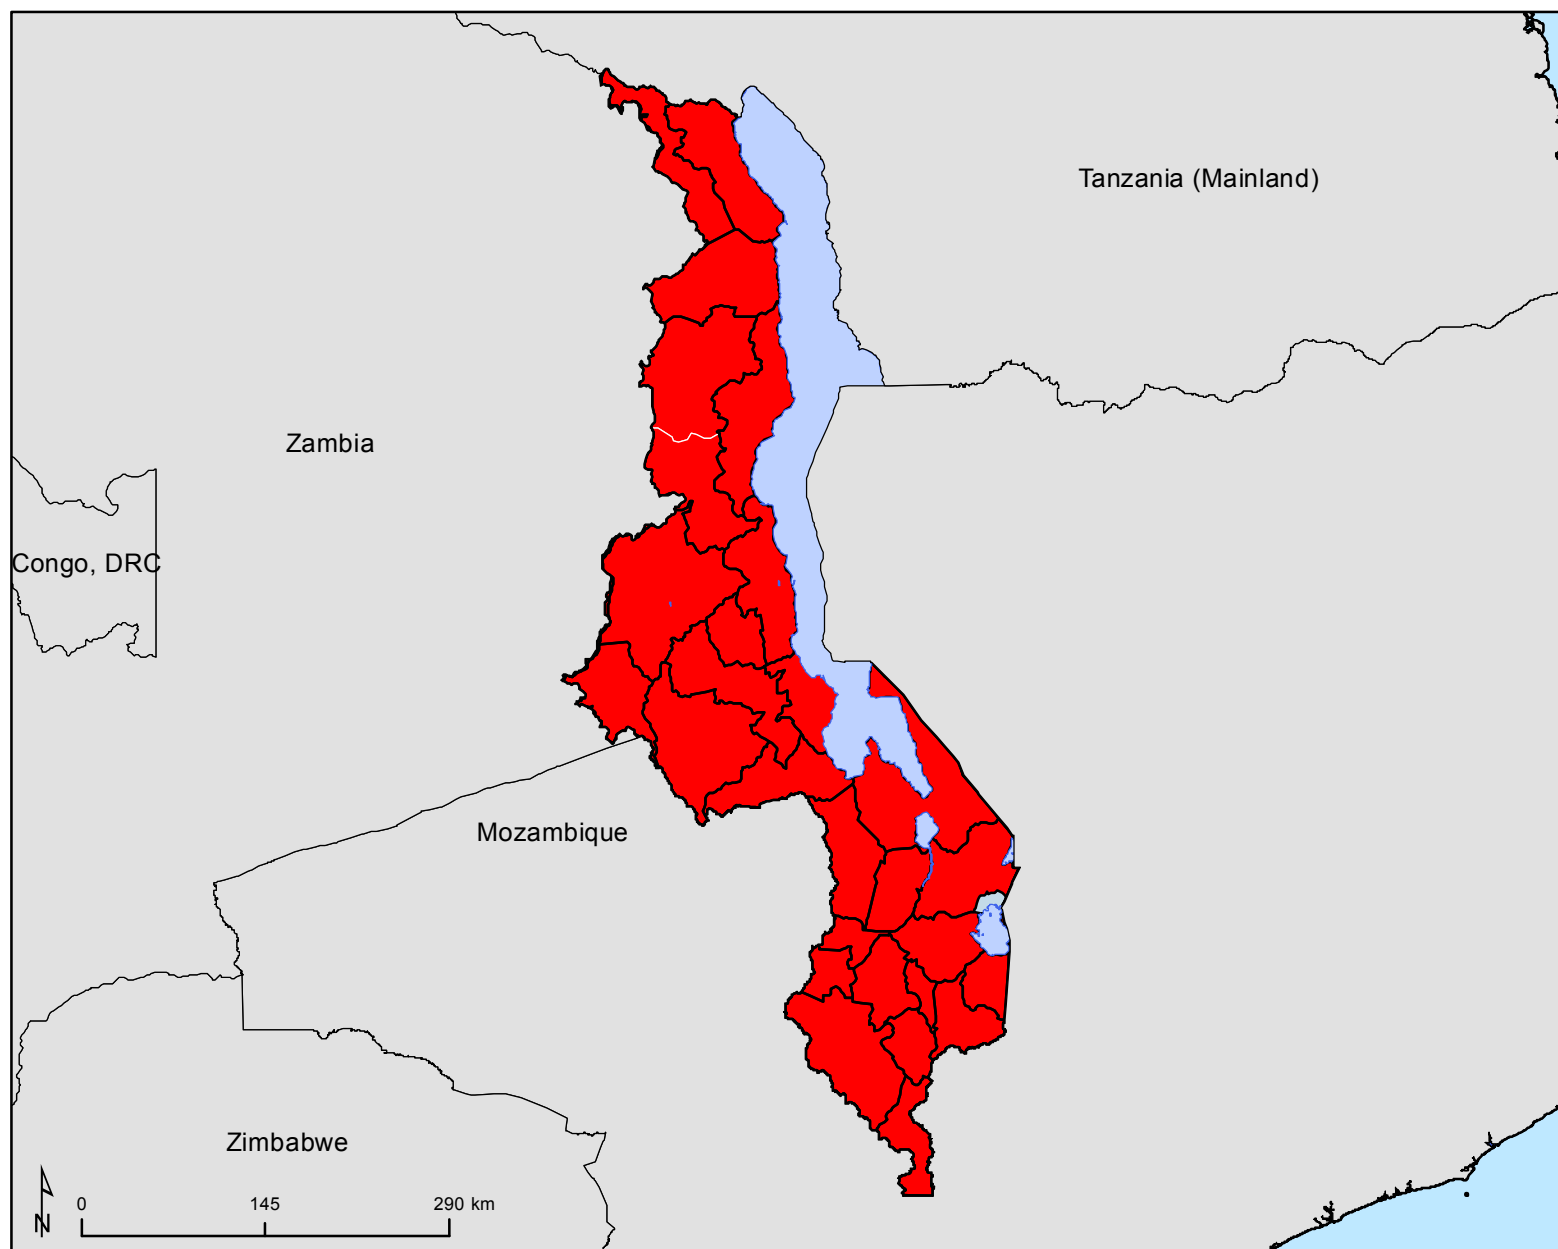 Tanzania (Mainland)
Zambia
Congo, DRC
Mozambique
Zimbabwe
N
0 145 290 km